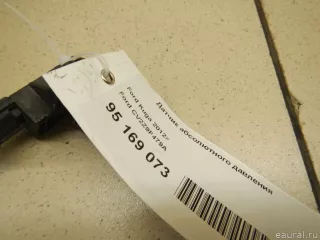 Датчик абсолютного давления
Ford Kuga 2012>
Ford CV2Z9F479A
95 169 073
© eaural.ru